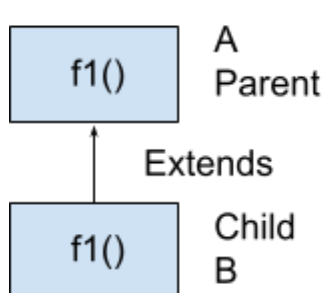 f1()
A
Parent
Extends
f1()
Child
B